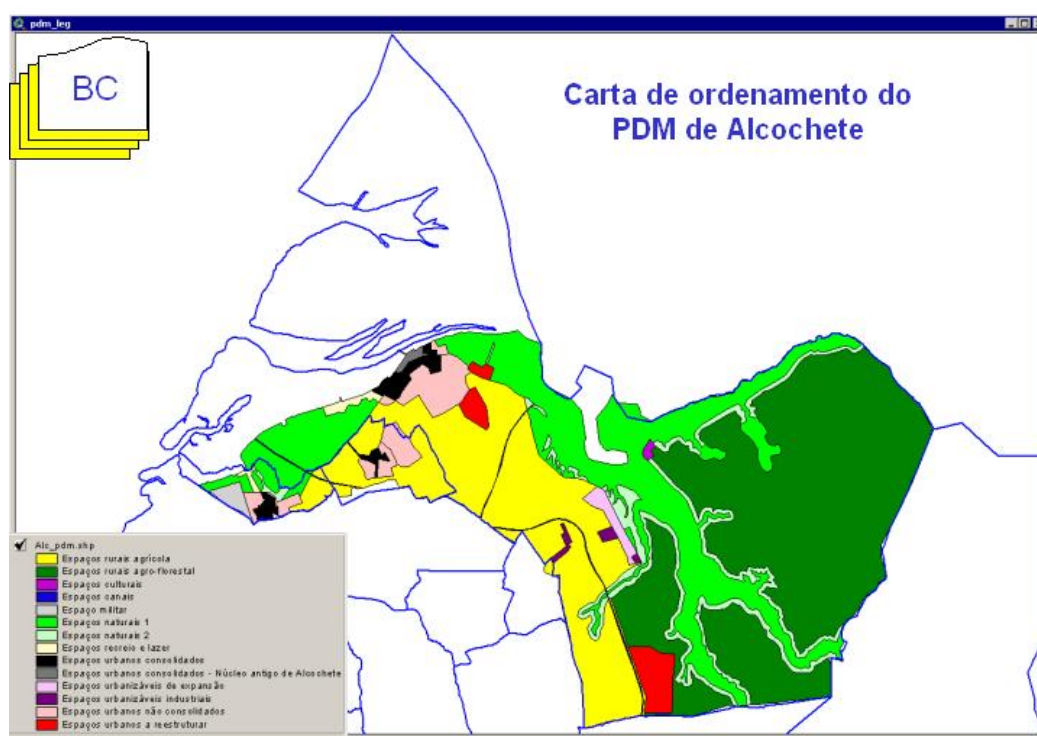 pdm_leg
BC
Carta de ordenamento do
PDM de Alcochete
Alc_pdm.shp
Espaços rurais agrícola
Espaços rurais agro-florestal
Espaços culturais
Espaços canais
Espaço militar
Espaços naturais 1
Espaços naturais 2
Espaços recreio e lazer
Espaços urbanos consolidados
Espaços urbanos consolidados - Núcleo antigo de Alcochete
Espaços urbanizáveis de expansão
Espaços urbanizáveis industriais
Espaços urbanos não consolidados
Espaços urbanos a reestruturar